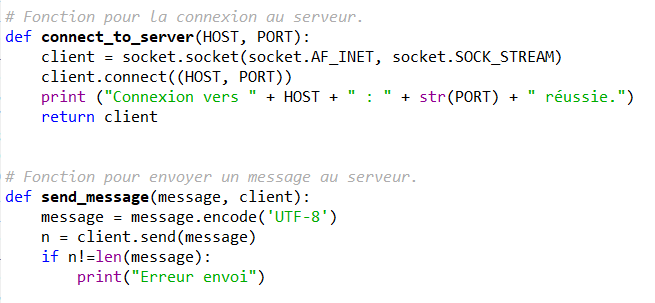 # Fonction pour la connexion au serveur.
def connect_to_server(HOST, PORT):
    client = socket.socket(socket.AF_INET, socket.SOCK_STREAM)
    client.connect((HOST, PORT))
    print ("Connexion vers " + HOST + " : " + str(PORT) + " réussie.")
    return client
# Fonction pour envoyer un message au serveur.
def send_message(message, client):
    message = message.encode('UTF-8')
    n = client.send(message)
    if n!=len(message):
        print("Erreur envoi")